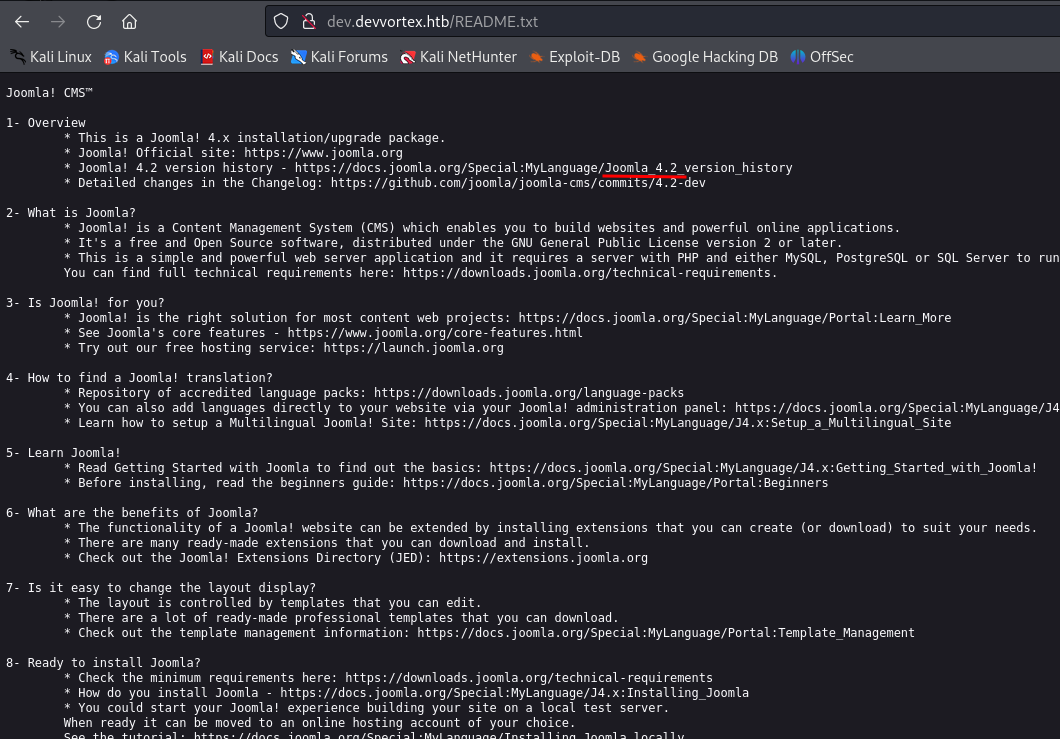 dev.devvortex.htb/README.txt
Kali Linux Kali Tools Kali Docs Kali Forums Kali NetHunter Exploit-DB Google Hacking DB OffSec
Joomla! CMS™
1- Overview
* This is a Joomla! 4.x installation/upgrade package.
* Joomla! Official site: https://www.joomla.org
* Joomla! 4.2 version history - https://docs.joomla.org/Special:MyLanguage/Joomla_4.2_version_history
* Detailed changes in the Changelog: https://github.com/joomla/joomla-cms/commits/4.2-dev
2- What is Joomla?
* Joomla! is a Content Management System (CMS) which enables you to build websites and powerful online applications.
* It's a free and Open Source software, distributed under the GNU General Public License version 2 or later.
* This is a simple and powerful web server application and it requires a server with PHP and either MySQL, PostgreSQL or SQL Server to run
You can find full technical requirements here: https://downloads.joomla.org/technical-requirements.
3- Is Joomla! for you?
* Joomla! is the right solution for most content web projects: https://docs.joomla.org/Special:MyLanguage/Portal:Learn_More
* See Joomla's core features - https://www.joomla.org/core-features.html
* Try out our free hosting service: https://launch.joomla.org
4- How to find a Joomla! translation?
* Repository of accredited language packs: https://downloads.joomla.org/language-packs
* You can also add languages directly to your website via your Joomla! administration panel: https://docs.joomla.org/Special:MyLanguage/J4
* Learn how to setup a Multilingual Joomla! Site: https://docs.joomla.org/Special:MyLanguage/J4.x:Setup_a_Multilingual_Site
5- Learn Joomla!
* Read Getting Started with Joomla to find out the basics: https://docs.joomla.org/Special:MyLanguage/J4.x:Getting_Started_with_Joomla!
* Before installing, read the beginners guide: https://docs.joomla.org/Special:MyLanguage/Portal:Beginners
6- What are the benefits of Joomla?
* The functionality of a Joomla! website can be extended by installing extensions that you can create (or download) to suit your needs.
* There are many ready-made extensions that you can download and install.
* Check out the Joomla! Extensions Directory (JED): https://extensions.joomla.org
7- Is it easy to change the layout display?
* The layout is controlled by templates that you can edit.
* There are a lot of ready-made professional templates that you can download.
* Check out the template management information: https://docs.joomla.org/Special:MyLanguage/Portal:Template_Management
8- Ready to install Joomla?
* Check the minimum requirements here: https://downloads.joomla.org/technical-requirements
* How do you install Joomla - https://docs.joomla.org/Special:MyLanguage/J4.x:Installing_Joomla
* You could start your Joomla! experience building your site on a local test server.
When ready it can be moved to an online hosting account of your choice.
See the tutorial: https://docs.joomla.org/Special:MyLanguage/Installing_Joomla_locally